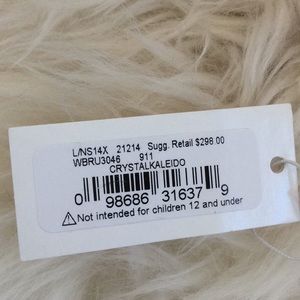 L/NS14X 21214 Sugg. Retail $298.00
WBRU3046 911
CRYSTALKALEIDO
0 98686 31637 9
⚠Not intended for children 12 and under